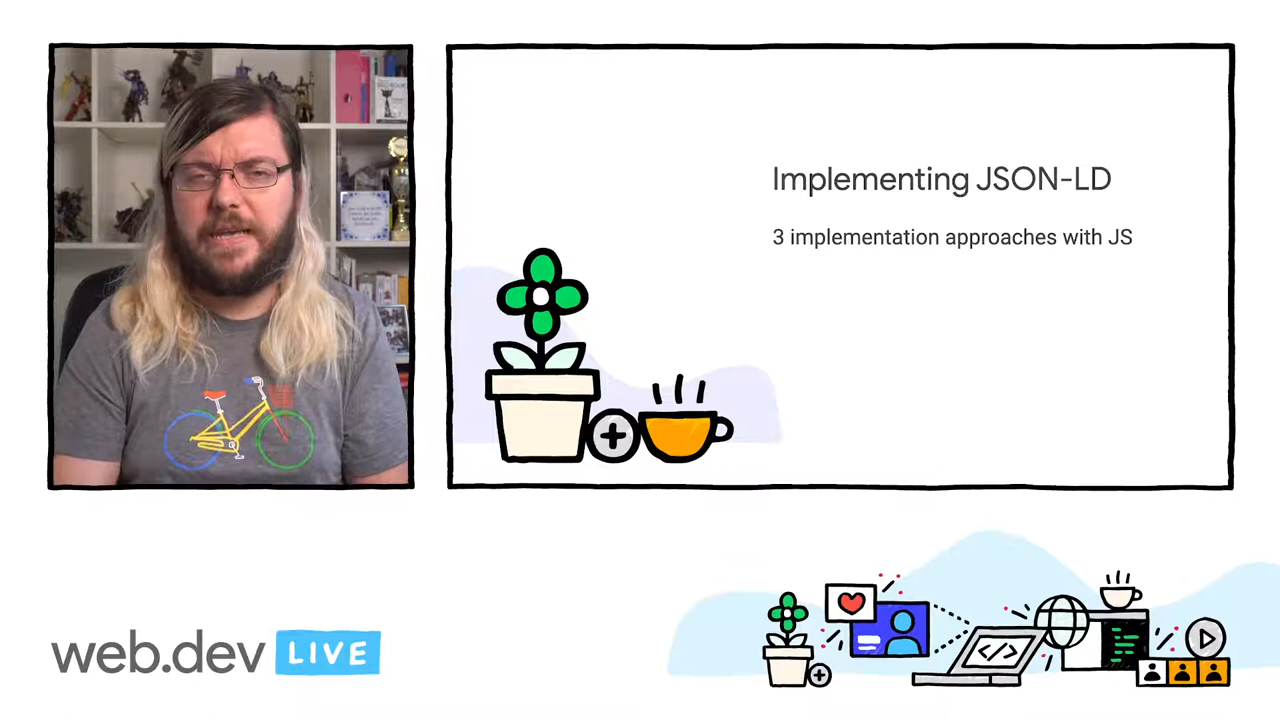 Implementing JSON-LD
3 implementation approaches with JS
web.dev LIVE
</>